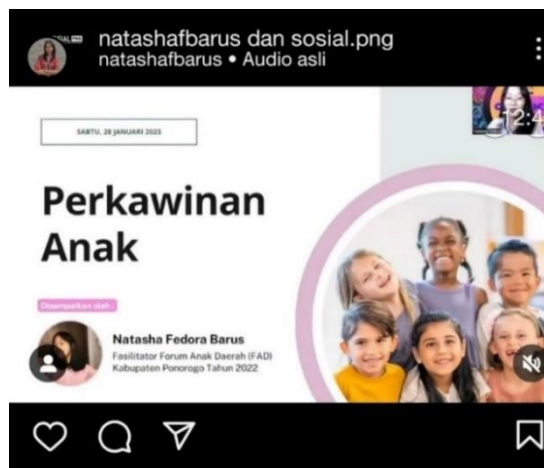 natashafbarus dan sosial.png
natashafbarus • Audio asli
SABTU, 28 JANUARI 2023
Perkawinan
Anak
Disampaikan oleh :
Natasha Fedora Barus
Fasilitator Forum Anak Daerah (FAD)
Kabupaten Ponorogo Tahun 2022